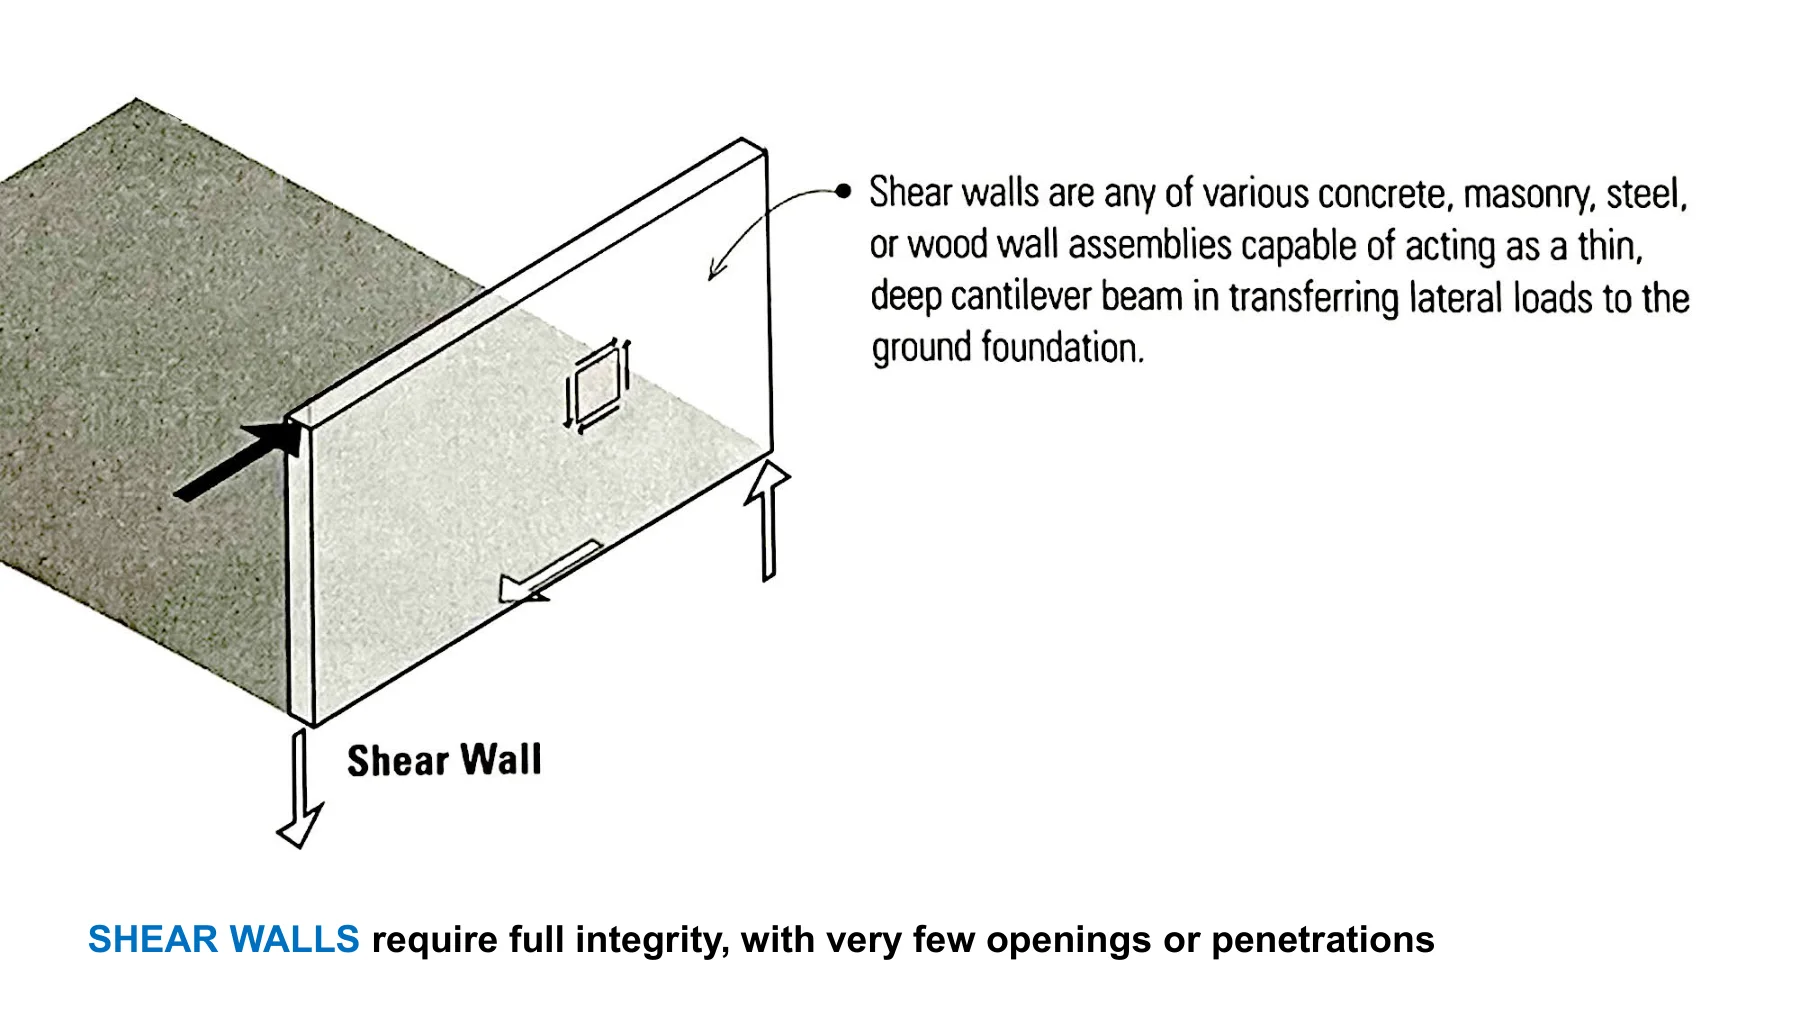 Shear walls are any of various concrete, masonry, steel,
or wood wall assemblies capable of acting as a thin,
deep cantilever beam in transferring lateral loads to the
ground foundation.
Shear Wall
SHEAR WALLS require full integrity, with very few openings or penetrations